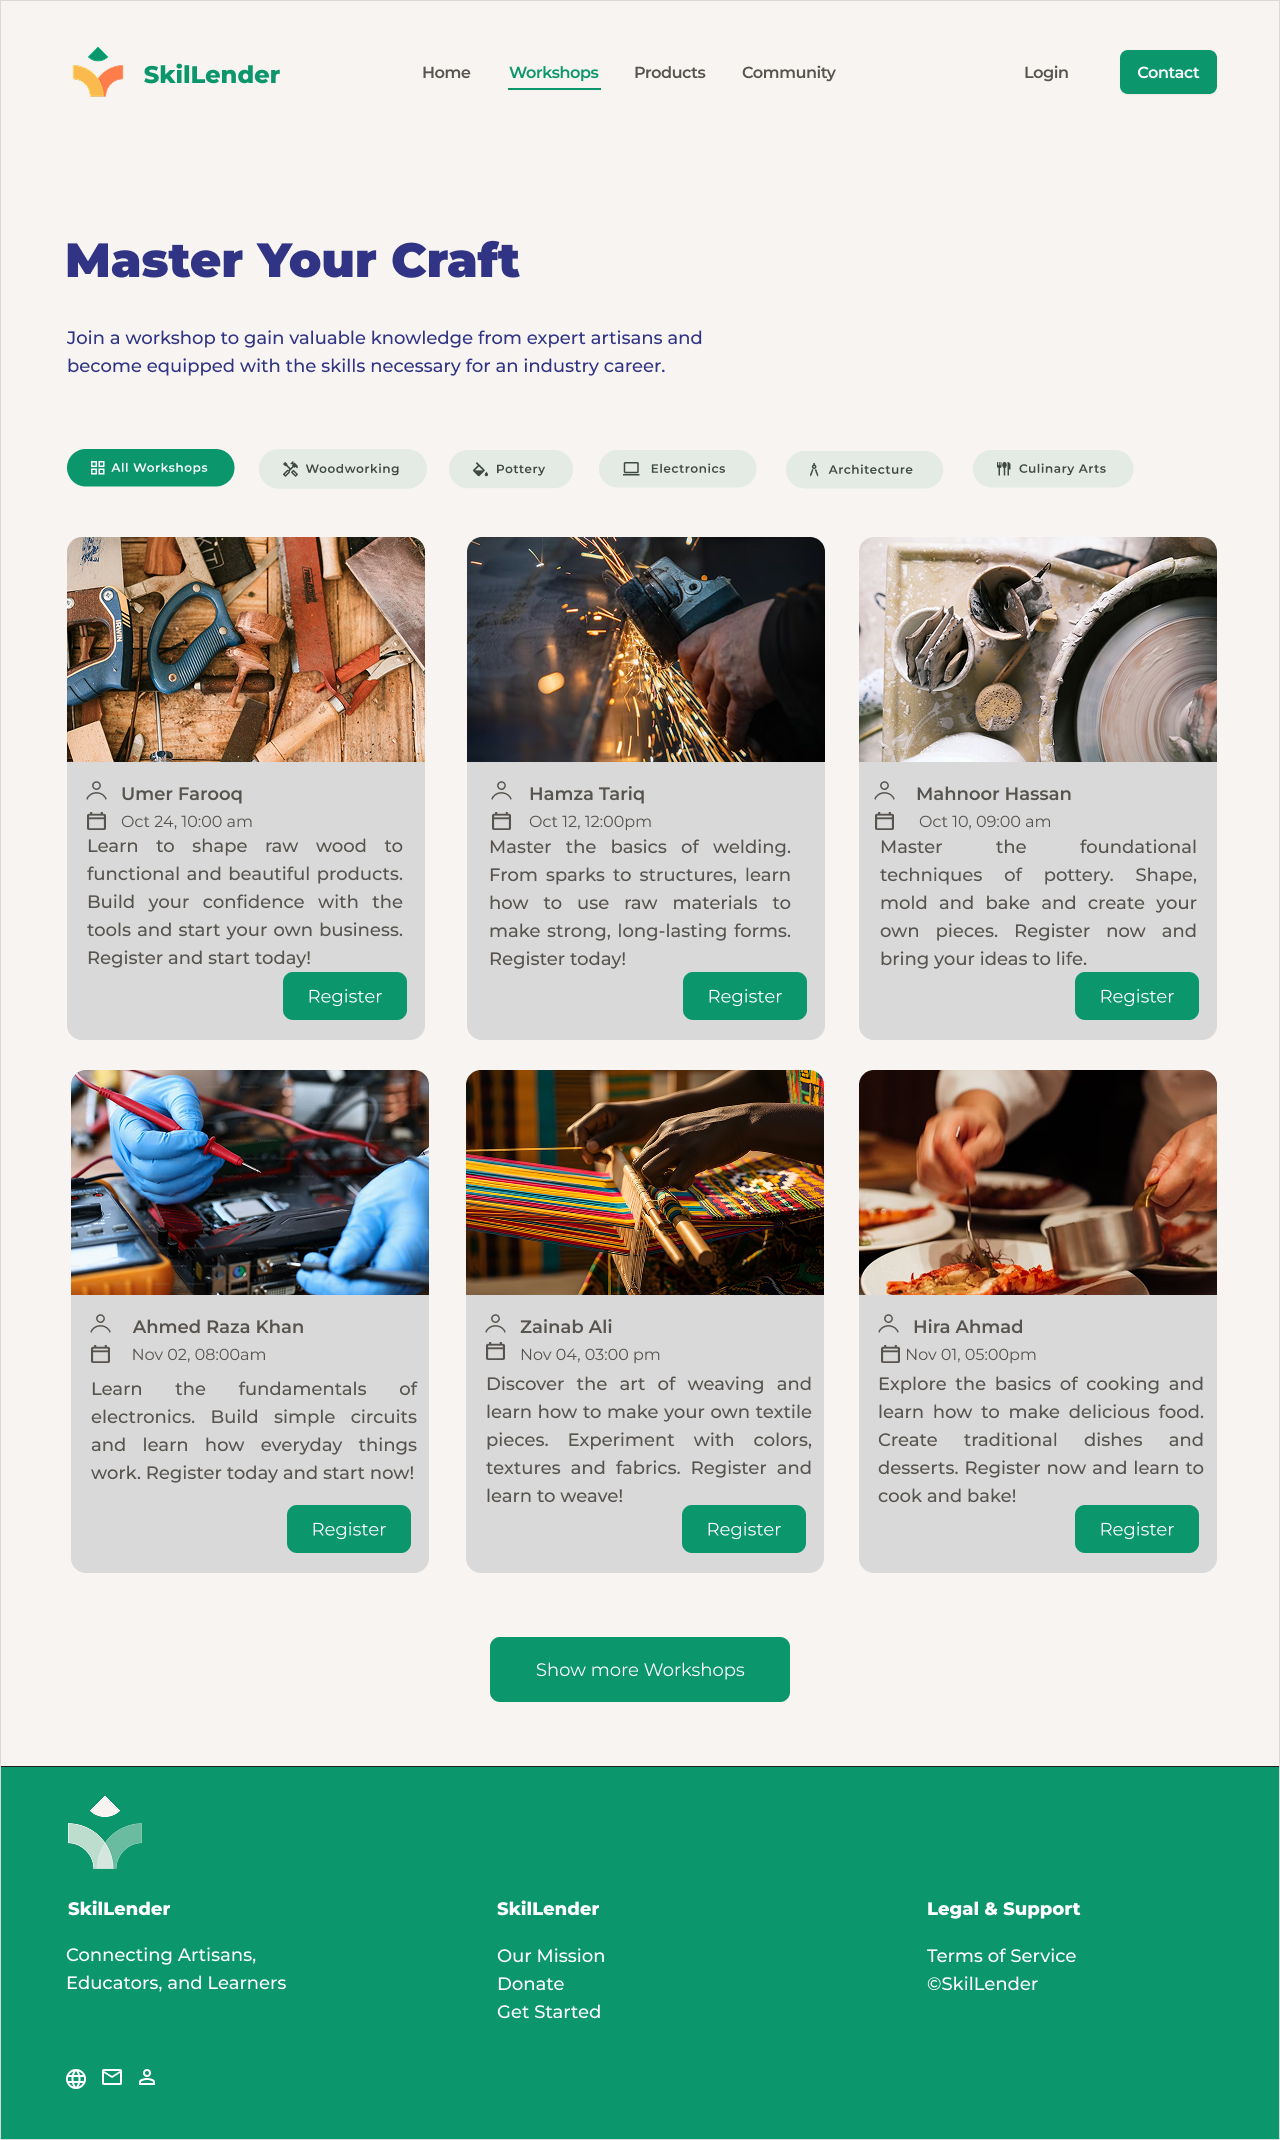 SkilLender
Home
Workshops
Products
Community
Login
Contact
Master Your Craft
Join a workshop to gain valuable knowledge from expert artisans and
become equipped with the skills necessary for an industry career.
All Workshops
Woodworking
Pottery
Electronics
Architecture
Culinary Arts
IRWIN
Umer Farooq
Oct 24, 10:00 am
Learn to shape raw wood to
functional and beautiful products.
Build your confidence with the
tools and start your own business.
Register and start today!
Register
Hamza Tariq
Oct 12, 12:00pm
Master the basics of welding.
From sparks to structures, learn
how to use raw materials to
make strong, long-lasting forms.
Register today!
Register
Mahnoor Hassan
Oct 10, 09:00 am
Master the foundational
techniques of pottery. Shape,
mold and bake and create your
own pieces. Register now and
bring your ideas to life.
Register
Ahmed Raza Khan
Nov 02, 08:00am
Learn the fundamentals of
electronics. Build simple circuits
and learn how everyday things
work. Register today and start now!
Register
Zainab Ali
Nov 04, 03:00 pm
Discover the art of weaving and
learn how to make your own textile
pieces. Experiment with colors,
textures and fabrics. Register and
learn to weave!
Register
Hira Ahmad
Nov 01, 05:00pm
Explore the basics of cooking and
learn how to make delicious food.
Create traditional dishes and
desserts. Register now and learn to
cook and bake!
Register
Show more Workshops
SkilLender
Connecting Artisans,
Educators, and Learners
SkilLender
Our Mission
Donate
Get Started
Legal & Support
Terms of Service
©SkilLender